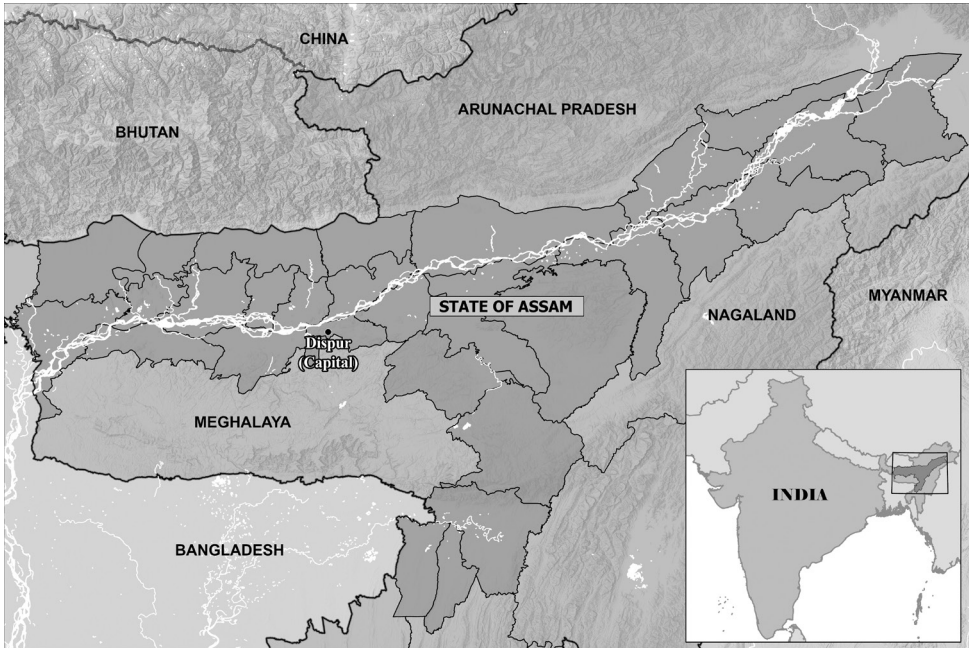 CHINA
ARUNACHAL PRADESH
BHUTAN
STATE OF ASSAM
MYANMAR
NAGALAND
Dispur
(Capital)
MEGHALAYA
INDIA
BANGLADESH